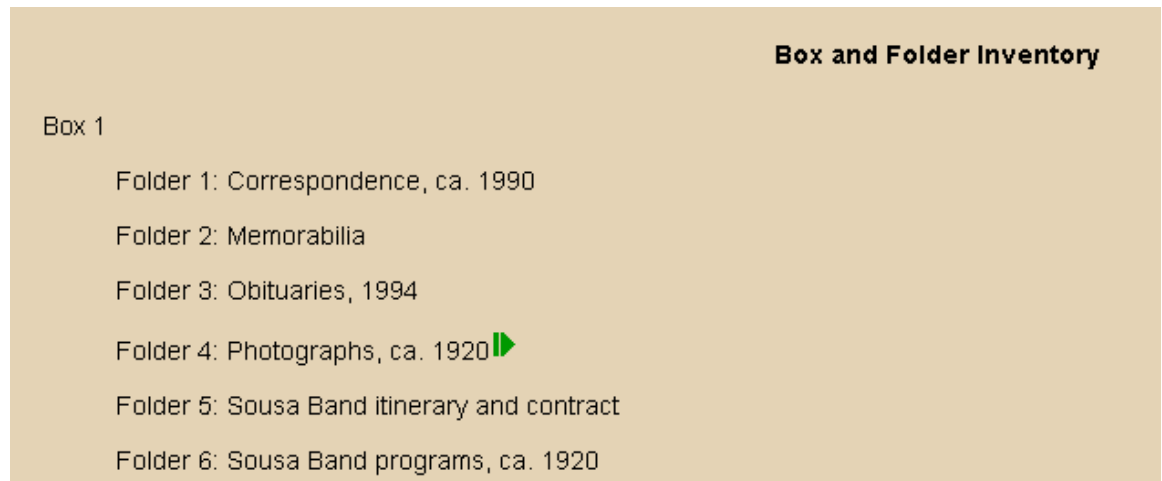 Box and Folder Inventory
Box 1
Folder 1: Correspondence, ca. 1990
Folder 2: Memorabilia
Folder 3: Obituaries, 1994
Folder 4: Photographs, ca. 1920
Folder 5: Sousa Band itinerary and contract
Folder 6: Sousa Band programs, ca. 1920